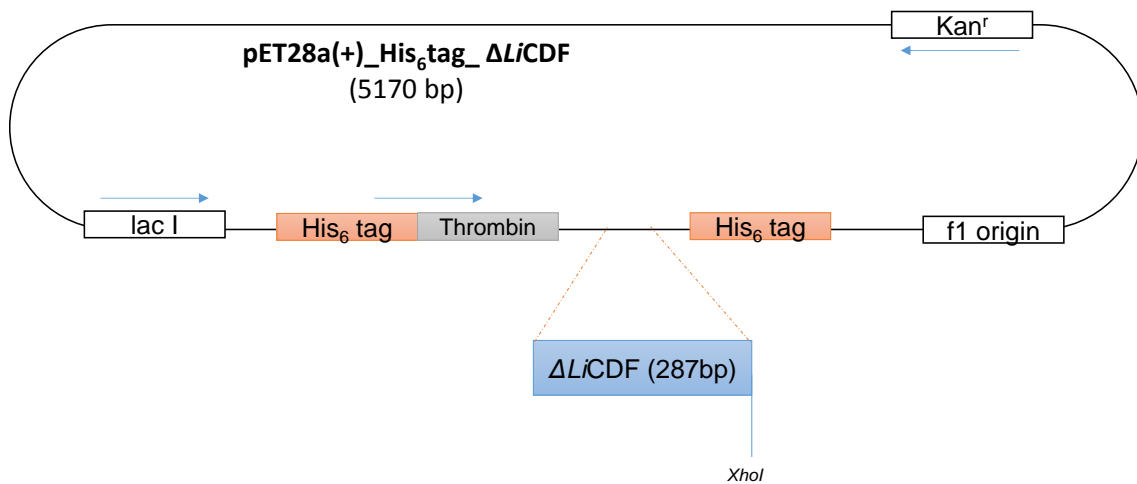 Kanʳ
pET28a(+)_His₆tag_ ΔLiCDF
(5170 bp)
lac I
His₆ tag
Thrombin
His₆ tag
f1 origin
ΔLiCDF (287bp)
XhoI